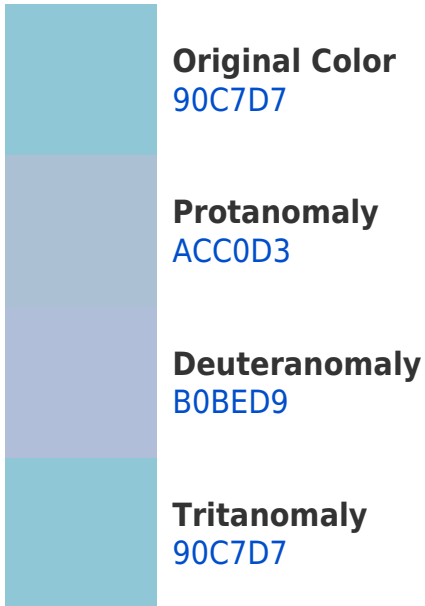 Original Color
90C7D7
Protanomaly
ACC0D3
Deuteranomaly
B0BED9
Tritanomaly
90C7D7